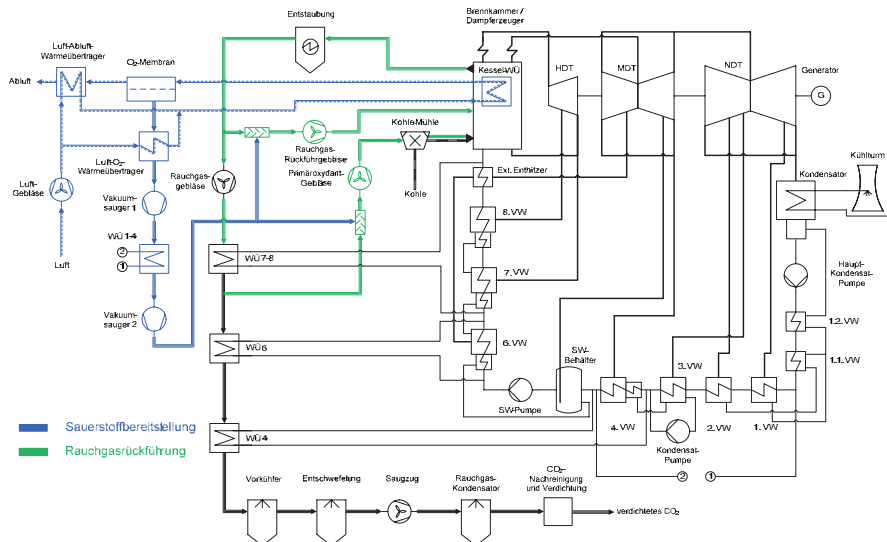 Entstaubung
Brennkammer/
Dampferzeuger
Luft-Abluft-
Wärmeübertrager
O₂-Membran
Abluft
Kessel-WÜ
HDT
MDT
NDT
Generator
G
Kohle-Mühle
Rauchgas-
Rückführgebläse
Primäroxydant-
Gebläse
Luft-O₂-
Wärmeübertrager
Rauchgas-
gebläse
Luft-
Gebläse
Vakuum-
sauger 1
Kohle
Ext. Enthitzer
Kondensator
Kühlturm
8. VW
WÜ 1-4
2
1
Luft
WÜ 7-8
7. VW
Haupt-
Kondensat-
Pumpe
Vakuum-
sauger 2
WÜ 6
6. VW
SW-
Behälter
3. VW
1.2. VW
1.1. VW
SW-Pumpe
4. VW
2. VW
1. VW
Kondensat-
Pumpe
2
1
Sauerstoffbereitstellung
Rauchgasrückführung
WÜ 4
Vorkühler
Entschwefelung
Saugzug
Rauchgas-
Kondensator
CO₂-
Nachreinigung
und Verdichtung
verdichtetes CO₂